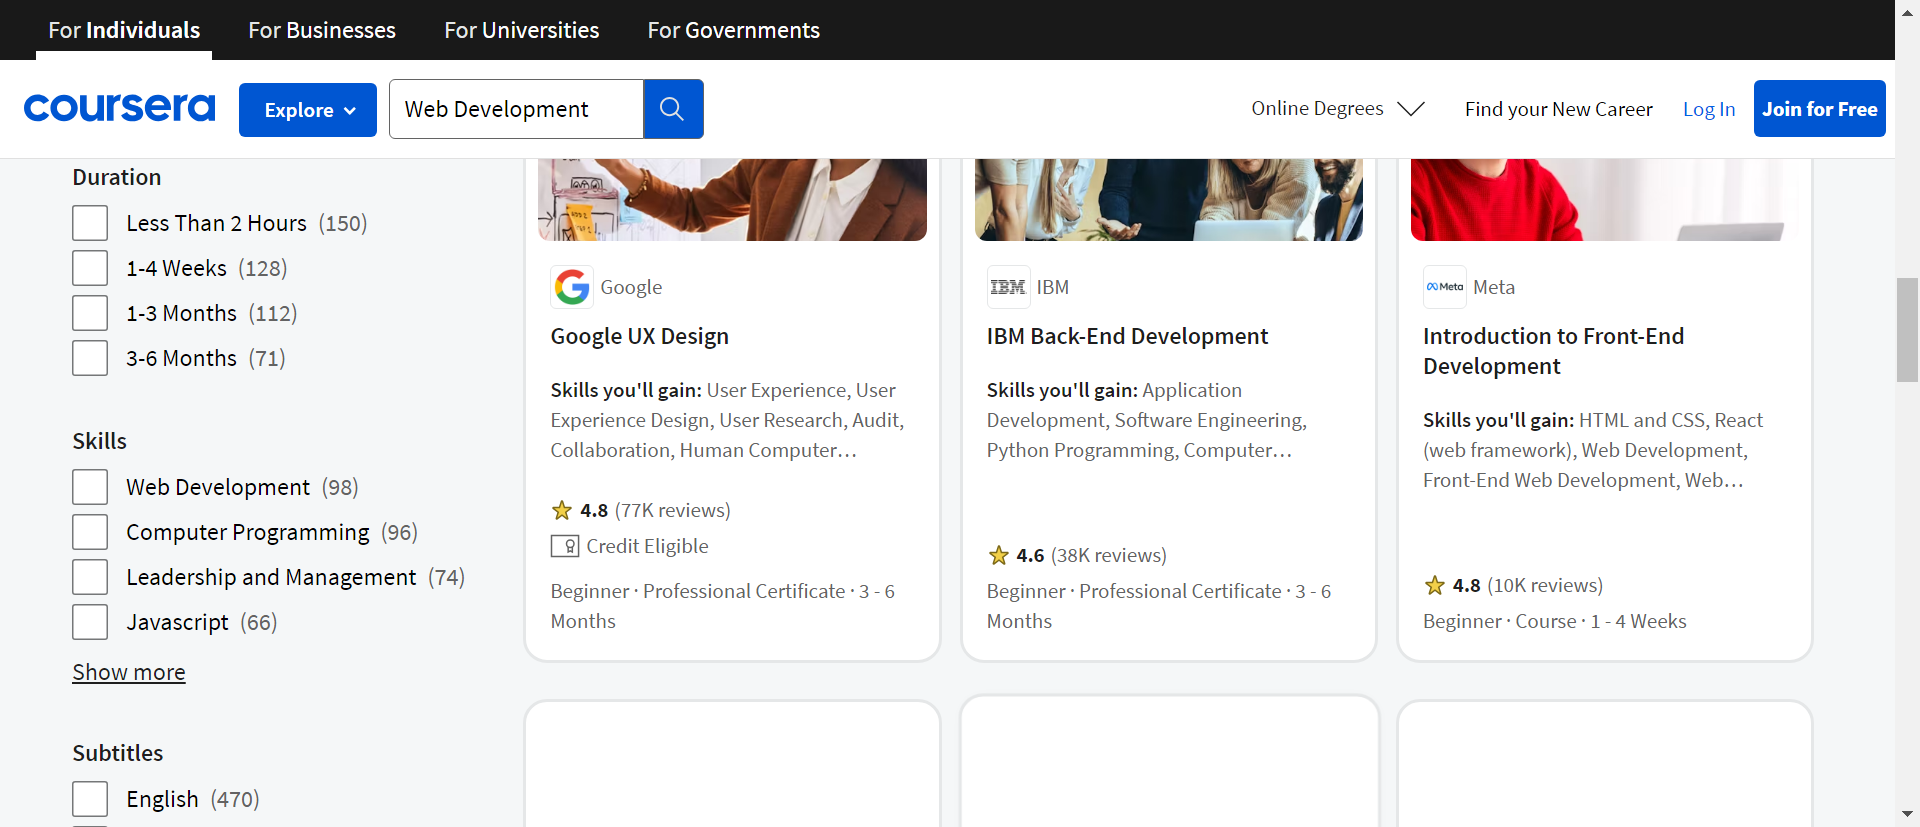 For Individuals For Businesses For Universities For Governments
coursera Explore Web Development Online Degrees Find your New Career Log In Join for Free
Duration
Less Than 2 Hours (150)
1-4 Weeks (128)
1-3 Months (112)
3-6 Months (71)
Skills
Web Development (98)
Computer Programming (96)
Leadership and Management (74)
Javascript (66)
Show more
Subtitles
English (470)
Google
Google UX Design
Skills you'll gain: User Experience, User
Experience Design, User Research, Audit,
Collaboration, Human Computer…
4.8 (77K reviews)
Credit Eligible
Beginner · Professional Certificate · 3 - 6
Months
IBM IBM
IBM Back-End Development
Skills you'll gain: Application
Development, Software Engineering,
Python Programming, Computer…
4.6 (38K reviews)
Beginner · Professional Certificate · 3 - 6
Months
Meta Meta
Introduction to Front-End
Development
Skills you'll gain: HTML and CSS, React
(web framework), Web Development,
Front-End Web Development, Web…
4.8 (10K reviews)
Beginner · Course · 1 - 4 Weeks